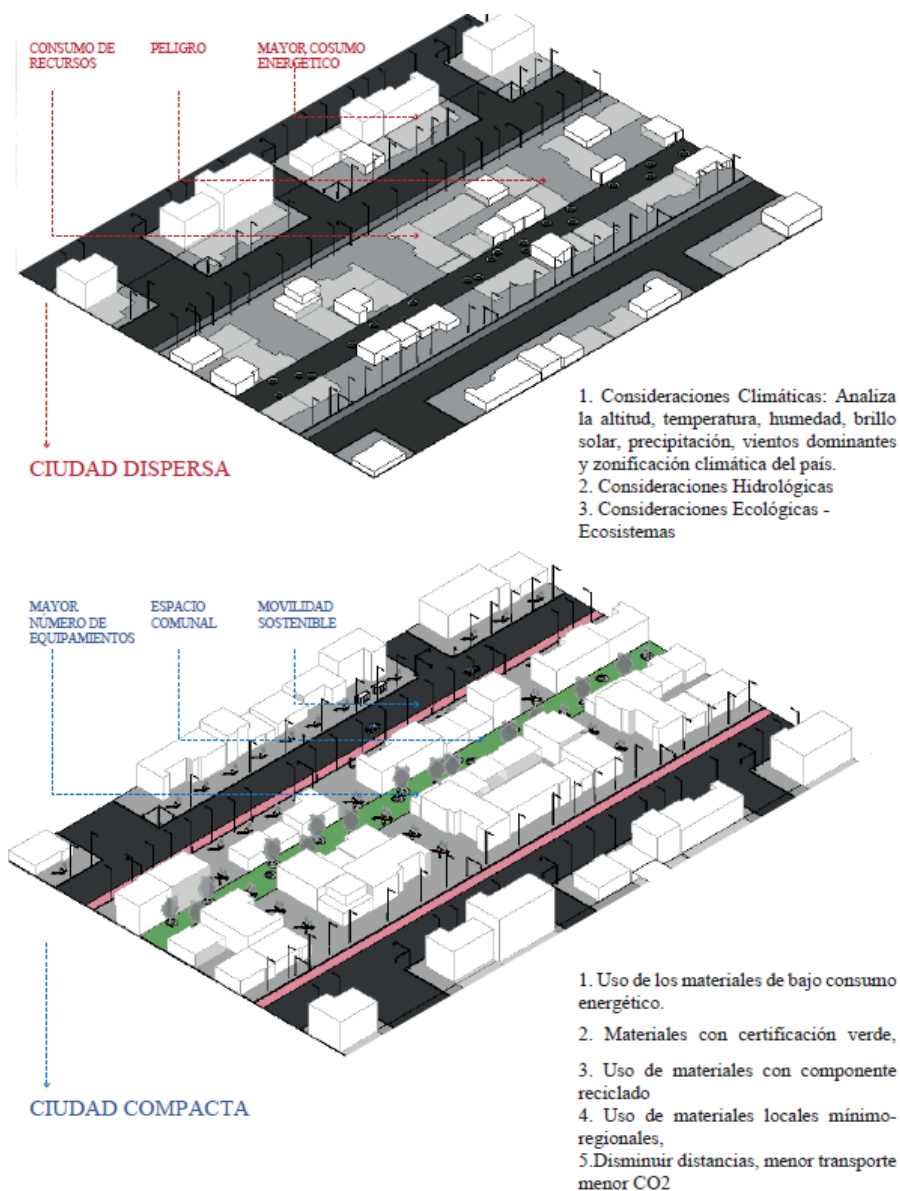 CONSUMO DE
RECURSOS
PELIGRO
MAYOR, COSUMO
ENERGÉTICO
CIUDAD DISPERSA
1. Consideraciones Climáticas: Analiza
la altitud, temperatura, humedad, brillo
solar, precipitación, vientos dominantes
y zonificación climática del país.
2. Consideraciones Hidrológicas
3. Consideraciones Ecológicas -
Ecosistemas
MAYOR
NÚMERO DE
EQUIPAMIENTOS
ESPACIO
COMUNAL
MOVILIDAD
SOSTENIBLE
CIUDAD COMPACTA
1. Uso de los materiales de bajo consumo
energético.
2. Materiales con certificación verde,
3. Uso de materiales con componente
reciclado
4. Uso de materiales locales mínimo-
regionales,
5.Disminuir distancias, menor transporte
menor CO2